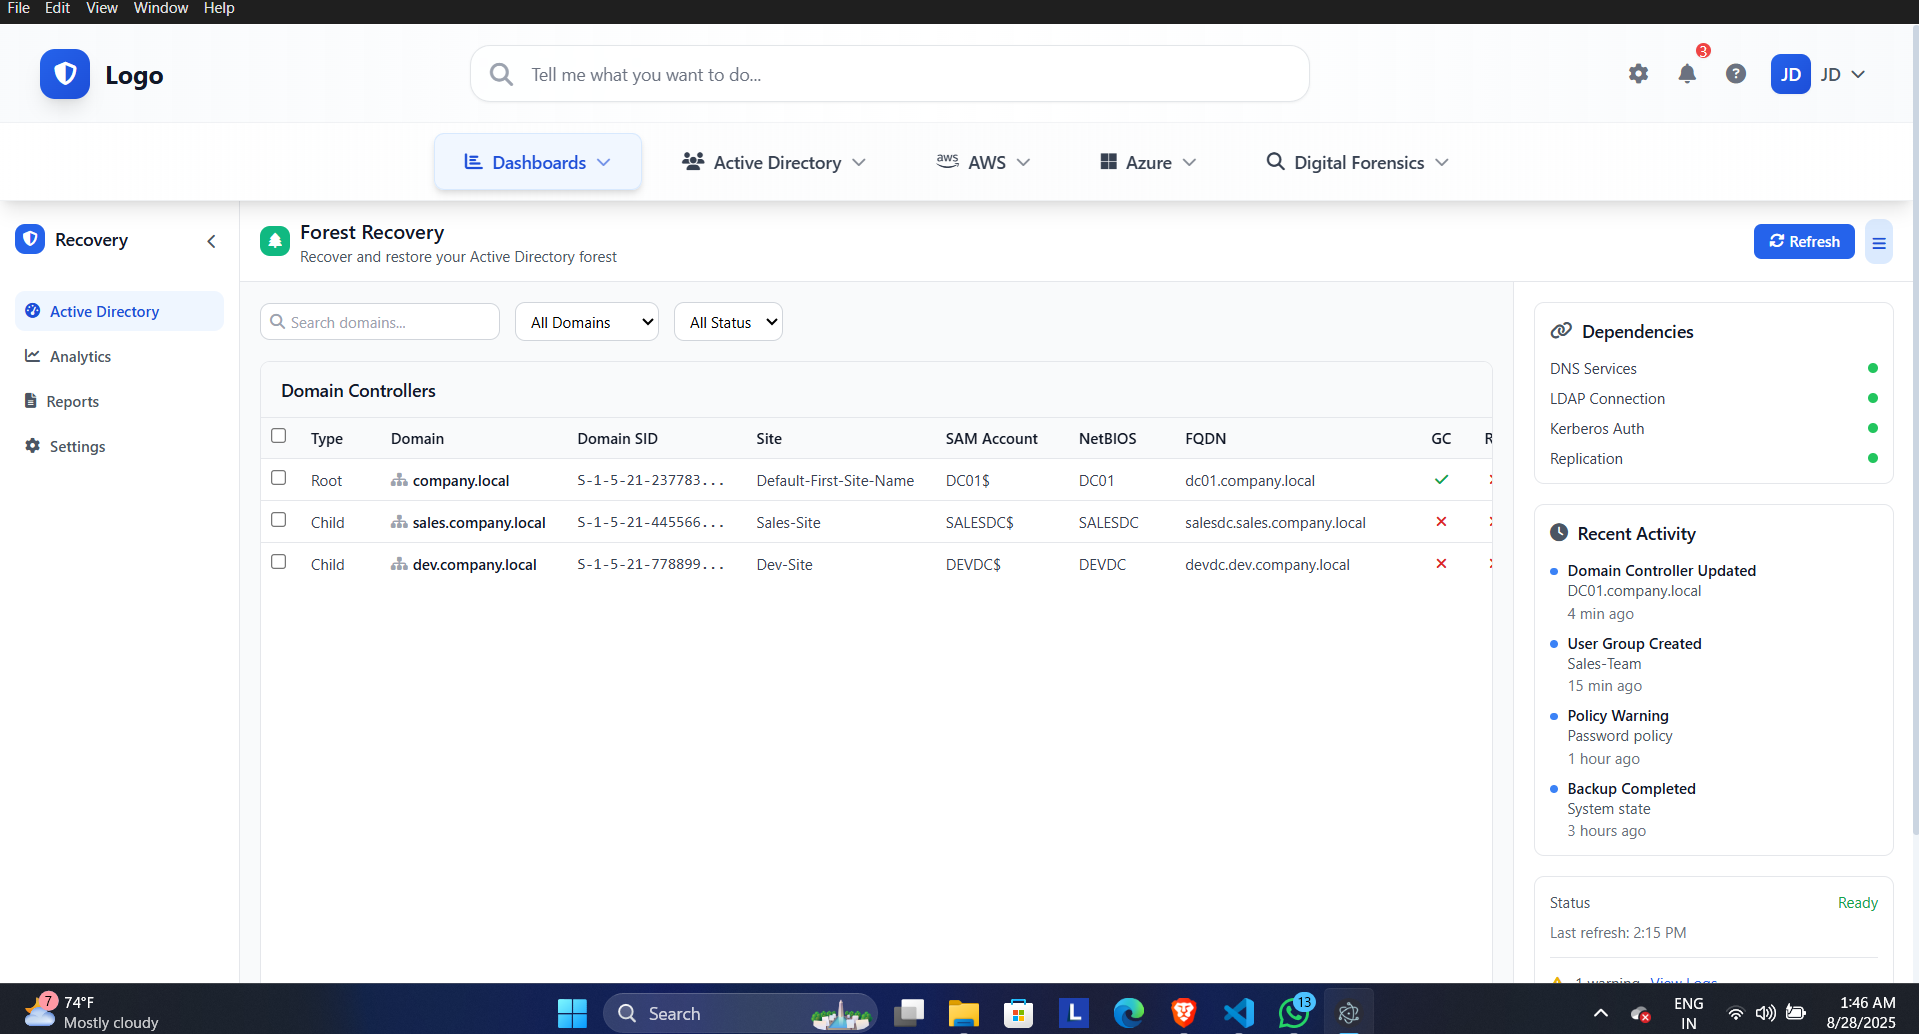 File Edit View Window Help
Logo
Tell me what you want to do...
3
JD JD
Dashboards
Active Directory
aws AWS
Azure
Digital Forensics
Recovery
Active Directory
Analytics
Reports
Settings
Forest Recovery
Recover and restore your Active Directory forest
Refresh
Search domains...
All Domains
All Status
Domain Controllers
Type Domain Domain SID Site SAM Account NetBIOS FQDN GC R
Root company.local S-1-5-21-237783... Default-First-Site-Name DC01$ DC01 dc01.company.local
Child sales.company.local S-1-5-21-445566... Sales-Site SALESDC$ SALESDC salesdc.sales.company.local
Child dev.company.local S-1-5-21-778899... Dev-Site DEVDC$ DEVDC devdc.dev.company.local
Dependencies
DNS Services
LDAP Connection
Kerberos Auth
Replication
Recent Activity
Domain Controller Updated
DC01.company.local
4 min ago
User Group Created
Sales-Team
15 min ago
Policy Warning
Password policy
1 hour ago
Backup Completed
System state
3 hours ago
Status Ready
Last refresh: 2:15 PM
1 warning View Logs
7
74°F
Mostly cloudy
Search
L
13
ENG
IN
1:46 AM
8/28/2025